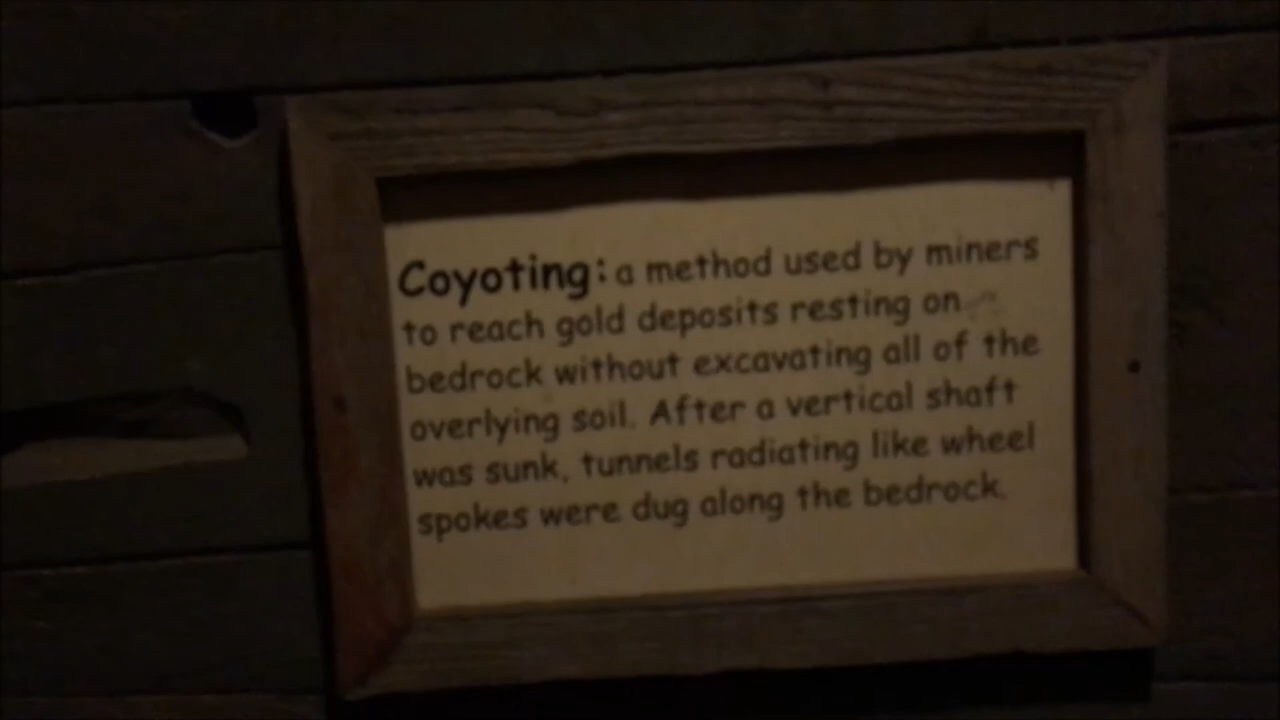 Coyoting: a method used by miners
to reach gold deposits resting on
bedrock without excavating all of the
overlying soil. After a vertical shaft
was sunk, tunnels radiating like wheel
spokes were dug along the bedrock.